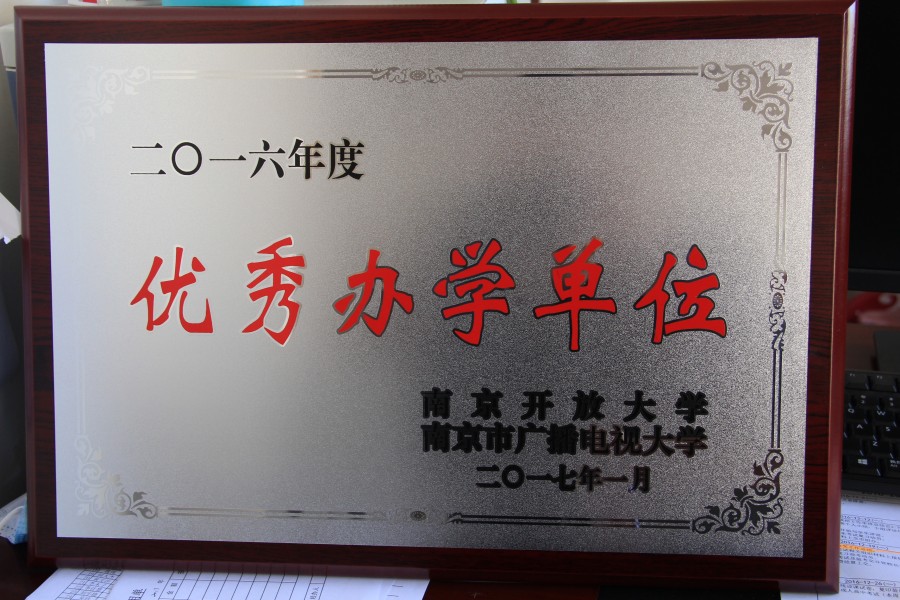 二〇一六年度
优秀办学单位
南京开放大学
南京市广播电视大学
二〇一七年一月